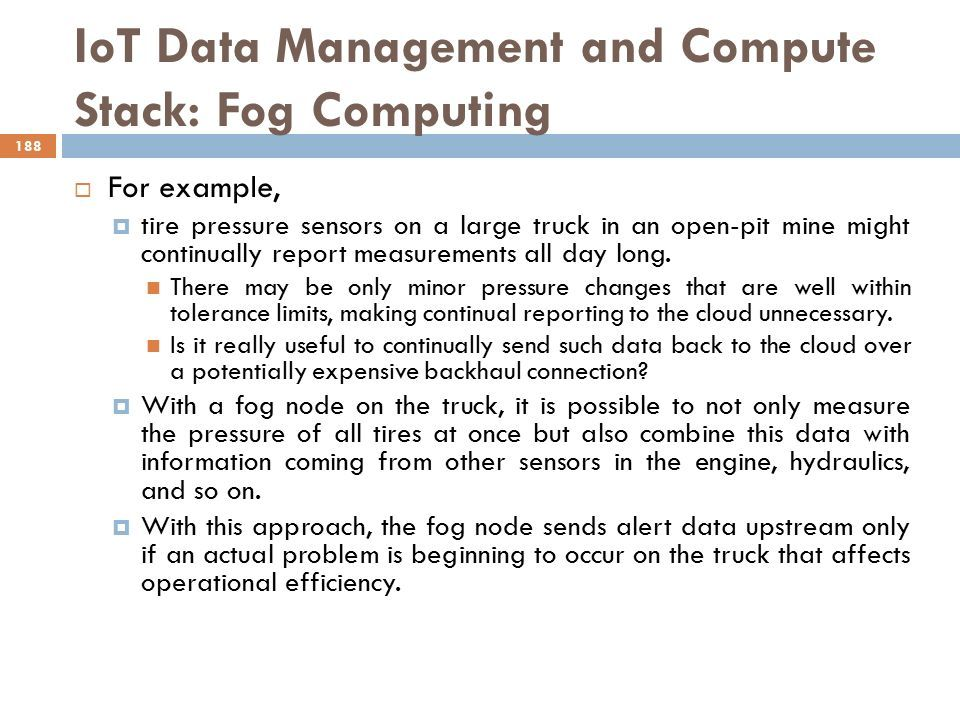 IoT Data Management and Compute
Stack: Fog Computing
188
For example,
tire pressure sensors on a large truck in an open-pit mine might
continually report measurements all day long.
There may be only minor pressure changes that are well within
tolerance limits, making continual reporting to the cloud unnecessary.
Is it really useful to continually send such data back to the cloud over
a potentially expensive backhaul connection?
With a fog node on the truck, it is possible to not only measure
the pressure of all tires at once but also combine this data with
information coming from other sensors in the engine, hydraulics,
and so on.
With this approach, the fog node sends alert data upstream only
if an actual problem is beginning to occur on the truck that affects
operational efficiency.